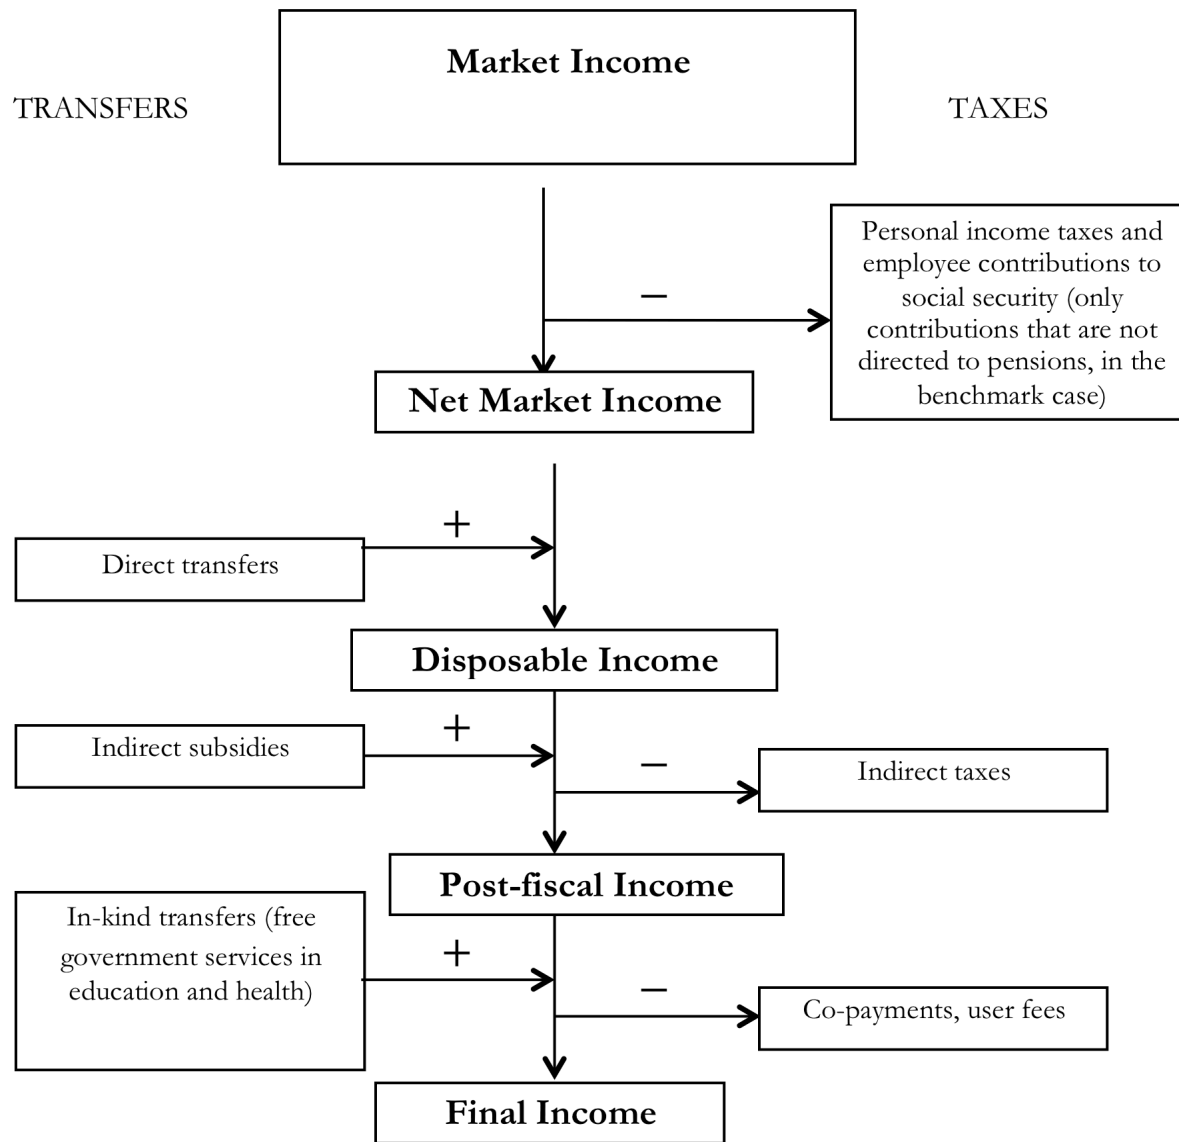 Market Income
TRANSFERS
TAXES
Personal income taxes and
employee contributions to
social security (only
contributions that are not
directed to pensions, in the
benchmark case)
–
Net Market Income
+
Direct transfers
Disposable Income
+
Indirect subsidies
–
Indirect taxes
Post-fiscal Income
In-kind transfers (free
government services in
education and health)
+
–
Co-payments, user fees
Final Income